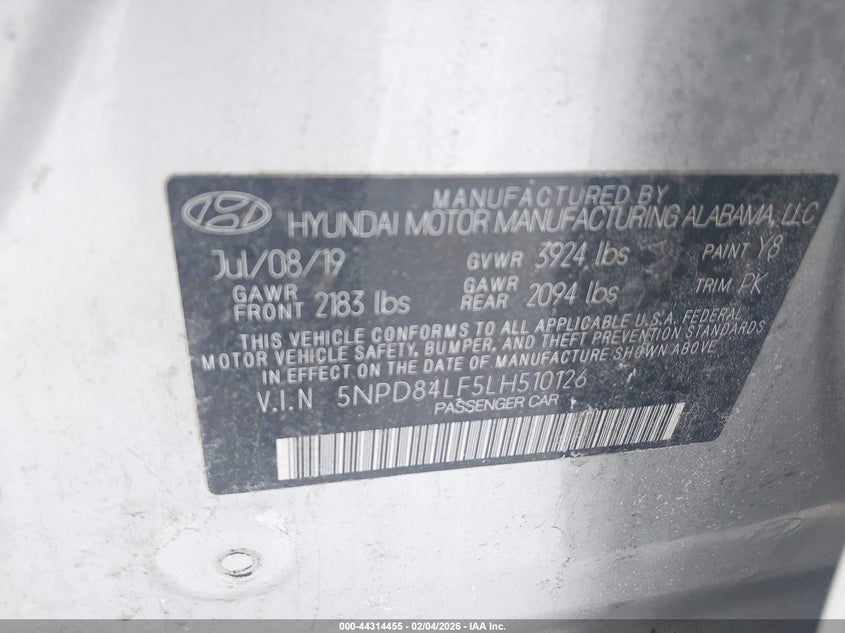 MANUFACTURED BY
HYUNDAI MOTOR MANUFACTURING ALABAMA, LLC
Jul/08/19 GVWR 3924 lbs PAINT Y8
GAWR FRONT 2183 lbs GAWR REAR 2094 lbs TRIM PK
THIS VEHICLE CONFORMS TO ALL APPLICABLE U.S.A. FEDERAL
MOTOR VEHICLE SAFETY, BUMPER, AND THEFT PREVENTION STANDARDS
IN EFFECT ON THE DATE OF MANUFACTURE SHOWN ABOVE
V.I.N 5NPD84LF5LH510126
PASSENGER CAR
000-44314455 - 02/04/2026 - IAA Inc.